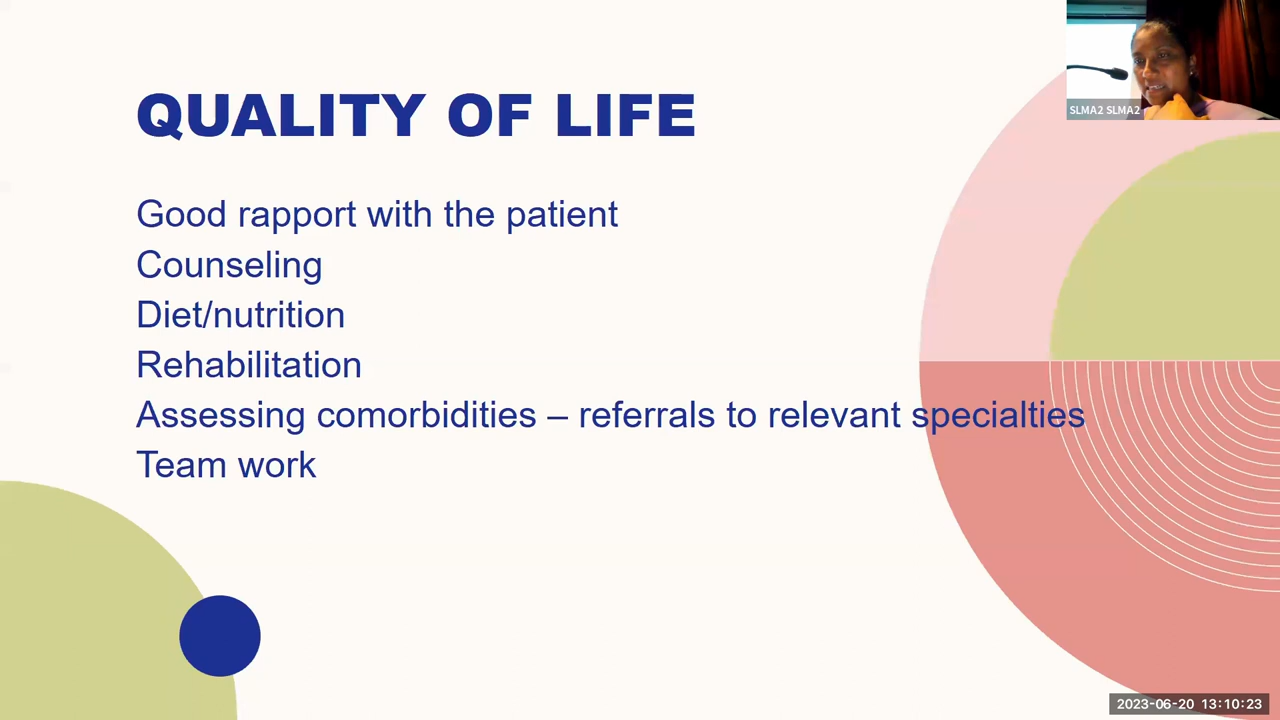 QUALITY OF LIFE
Good rapport with the patient
Counseling
Diet/nutrition
Rehabilitation
Assessing comorbidities – referrals to relevant specialties
Team work
SLMA2 SLMA2
2023-06-20 13:10:23